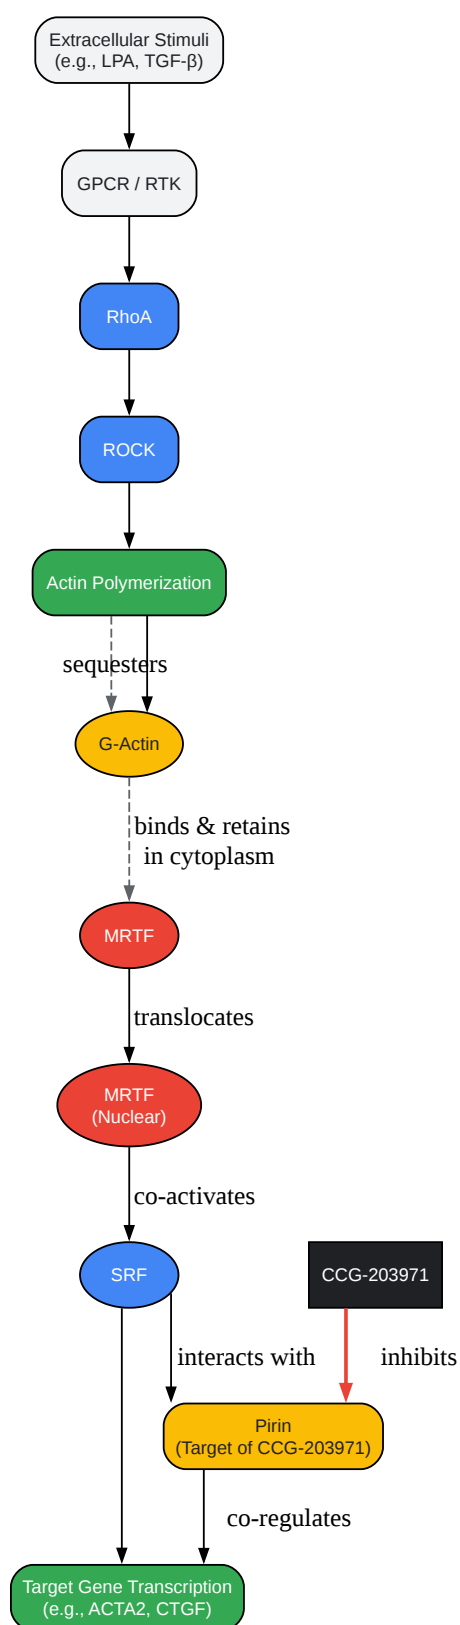 Extracellular Stimuli
(e.g., LPA, TGF-β)
GPCR / RTK
RhoA
ROCK
Actin Polymerization
sequesters
G-Actin
binds & retains
in cytoplasm
MRTF
translocates
MRTF
(Nuclear)
co-activates
SRF
CCG-203971
interacts with
inhibits
Pirin
(Target of CCG-203971)
co-regulates
Target Gene Transcription
(e.g., ACTA2, CTGF)